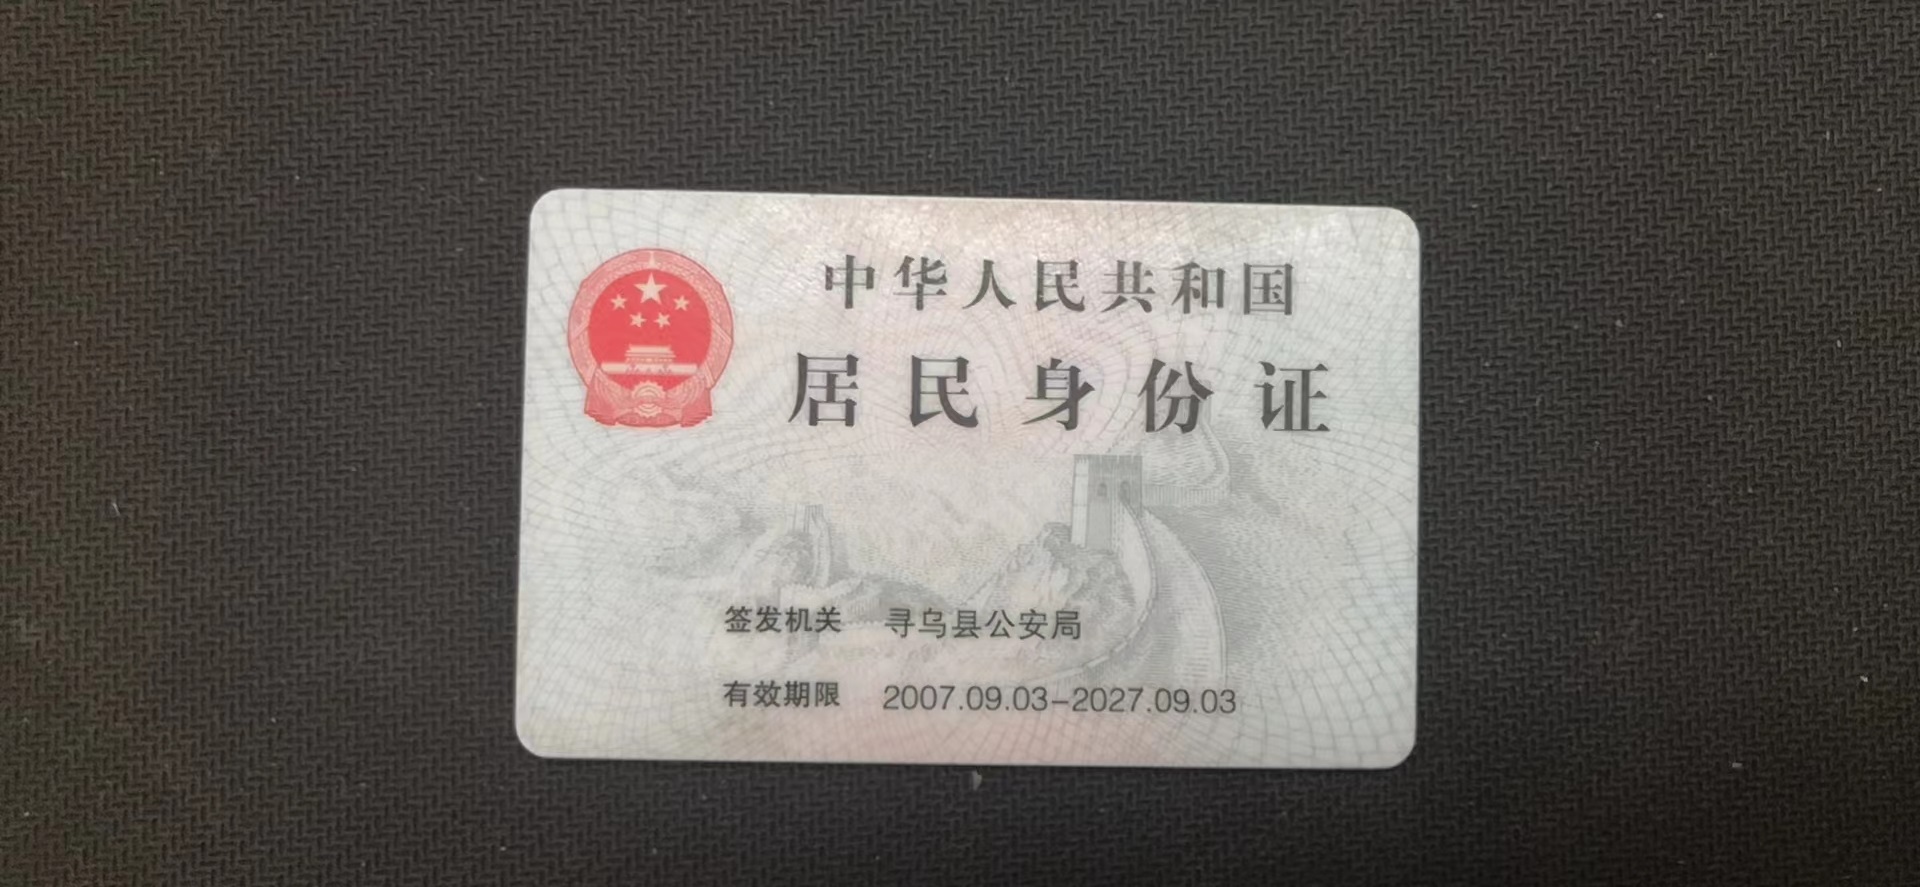 中华人民共和国
居民身份证
签发机关 寻乌县公安局
有效期限 2007.09.03-2027.09.03